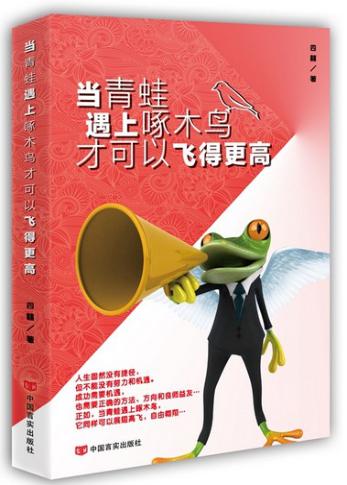 当青蛙遇上啄木鸟才可以飞得更高
四囍/著
中国言实出版社
四囍/著
当青蛙
遇上啄木鸟
才可以飞得更高
人生固然没有捷径,
但不能没有努力和机遇。
成功需要机遇,
也需要正确的方法、方向和良师益友…
正如,当青蛙遇上啄木鸟,
它同样可以展翅高飞,自由翱翔…
中国言实出版社